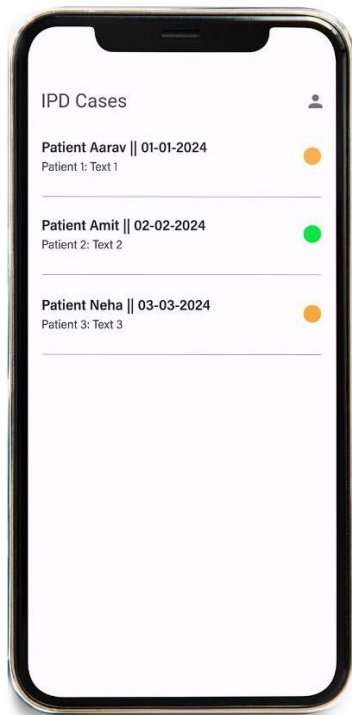 IPD Cases
Patient Aarav || 01-01-2024
Patient 1: Text 1
Patient Amit || 02-02-2024
Patient 2: Text 2
Patient Neha || 03-03-2024
Patient 3: Text 3